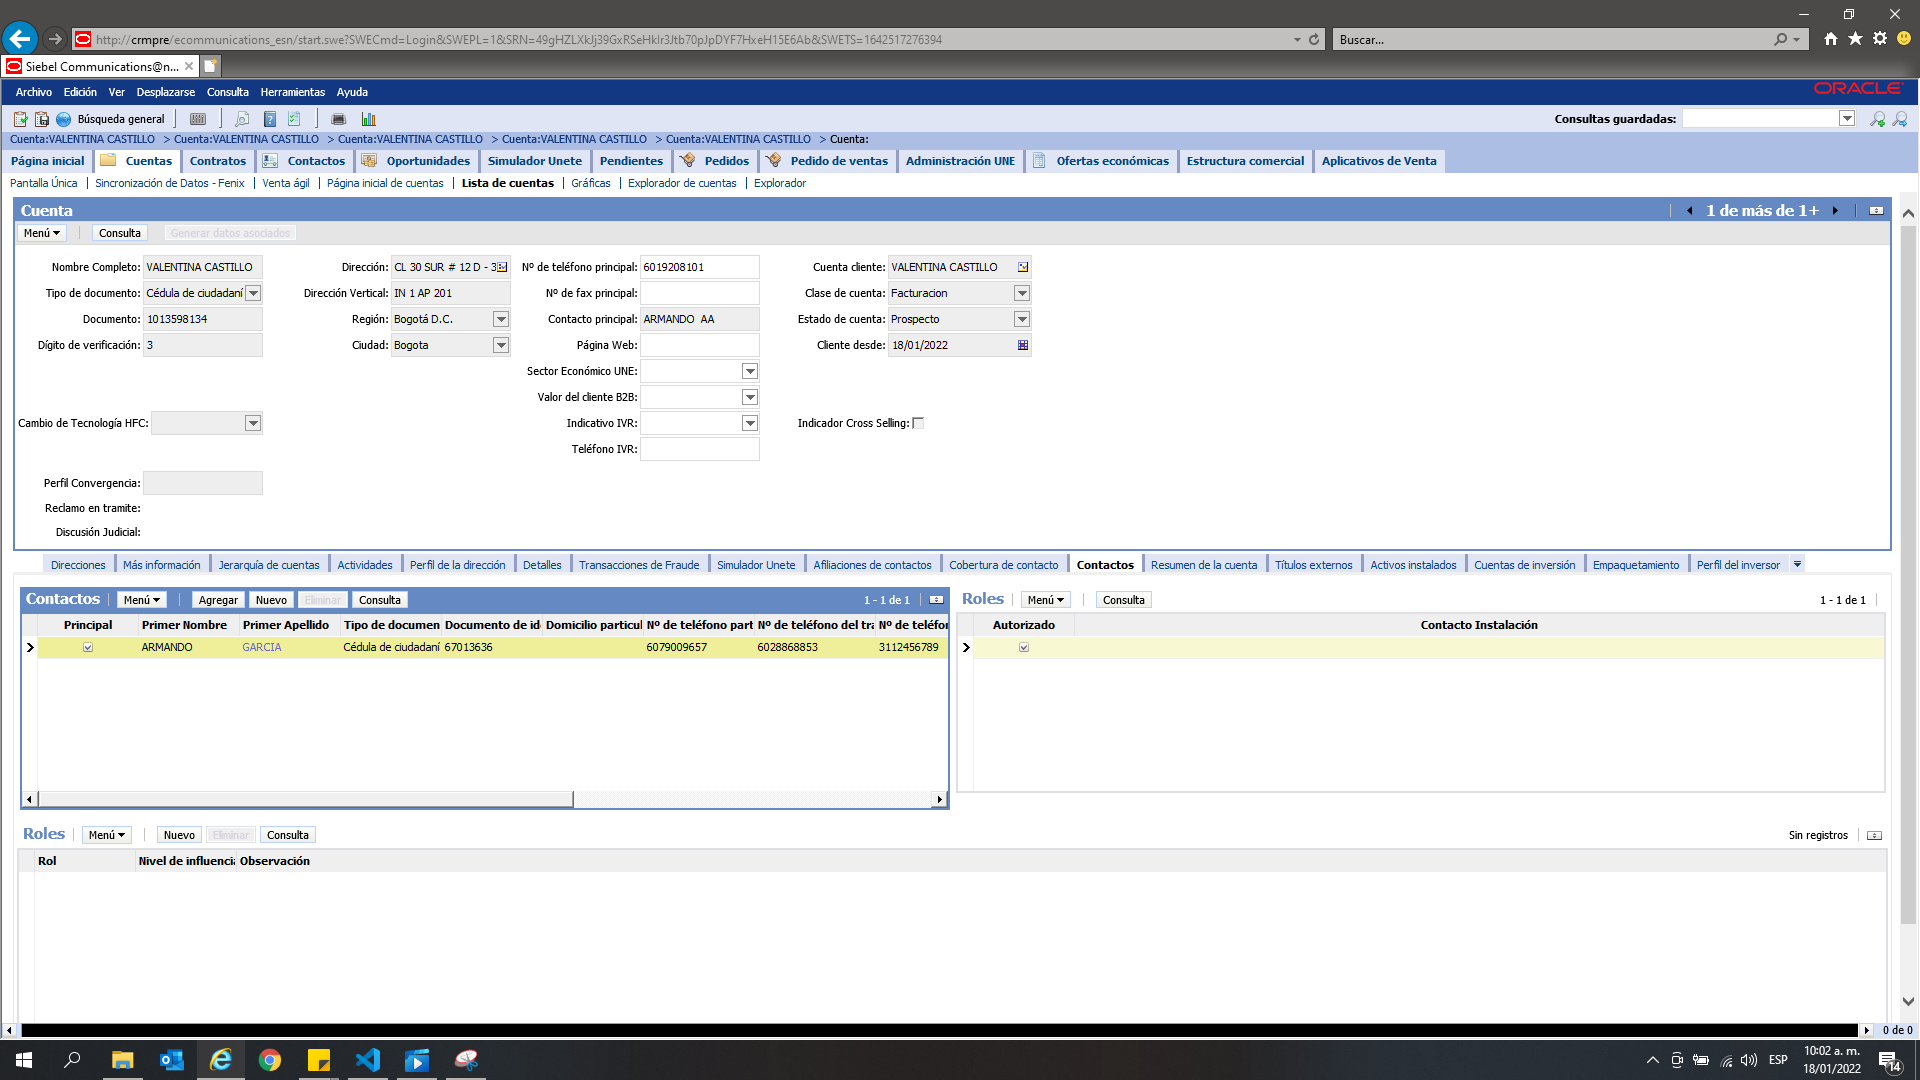 http://crmpre/ecommunications_esn/start.swe?SWECmd=Login&SWEPL=1&SRN=49gHZLXkJj39GxRSeHkIr3Jtb70pJpDYF7HxeH15E6Ab&SWETS=1642517276394
Buscar...
Siebel Communications@n...
Archivo Edición Ver Desplazarse Consulta Herramientas Ayuda
ORACLE
Búsqueda general
Consultas guardadas:
Cuenta:VALENTINA CASTILLO > Cuenta:VALENTINA CASTILLO > Cuenta:VALENTINA CASTILLO > Cuenta:VALENTINA CASTILLO > Cuenta:VALENTINA CASTILLO > Cuenta:
Página inicial Cuentas Contratos Contactos Oportunidades Simulador Unete Pendientes Pedidos Pedido de ventas Administración UNE Ofertas económicas Estructura comercial Aplicativos de Venta
Pantalla Única Sincronización de Datos - Fenix Venta ágil Página inicial de cuentas Lista de cuentas Gráficas Explorador de cuentas Explorador
Cuenta 1 de más de 1+
Menú Consulta Generar datos asociados
Nombre Completo: VALENTINA CASTILLO Dirección: CL 30 SUR # 12 D - 3 Nº de teléfono principal: 6019208101 Cuenta cliente: VALENTINA CASTILLO
Tipo de documento: Cédula de ciudadaní Dirección Vertical: IN 1 AP 201 Nº de fax principal: Clase de cuenta: Facturacion
Documento: 1013598134 Región: Bogotá D.C. Contacto principal: ARMANDO AA Estado de cuenta: Prospecto
Dígito de verificación: 3 Ciudad: Bogota Página Web: Cliente desde: 18/01/2022
Sector Económico UNE:
Valor del cliente B2B:
Cambio de Tecnología HFC: Indicativo IVR: Indicador Cross Selling:
Teléfono IVR:
Perfil Convergencia:
Reclamo en tramite:
Discusión Judicial:
Direcciones Más información Jerarquía de cuentas Actividades Perfil de la dirección Detalles Transacciones de Fraude Simulador Unete Afiliaciones de contactos Cobertura de contacto Contactos Resumen de la cuenta Títulos externos Activos instalados Cuentas de inversión Empaquetamiento Perfil del inversor
Contactos Menú Agregar Nuevo Eliminar Consulta 1 - 1 de 1
Principal Primer Nombre Primer Apellido Tipo de documen Documento de id Domicilio particul Nº de teléfono part Nº de teléfono del tra Nº de teléfon
ARMANDO GARCIA Cédula de ciudadaní 67013636 6079009657 6028868853 3112456789
Roles Menú Consulta 1 - 1 de 1
Autorizado Contacto Instalación
Roles Menú Nuevo Eliminar Consulta Sin registros
Rol Nivel de influencia Observación
0 de 0
ESP
10:02 a. m.
18/01/2022
14